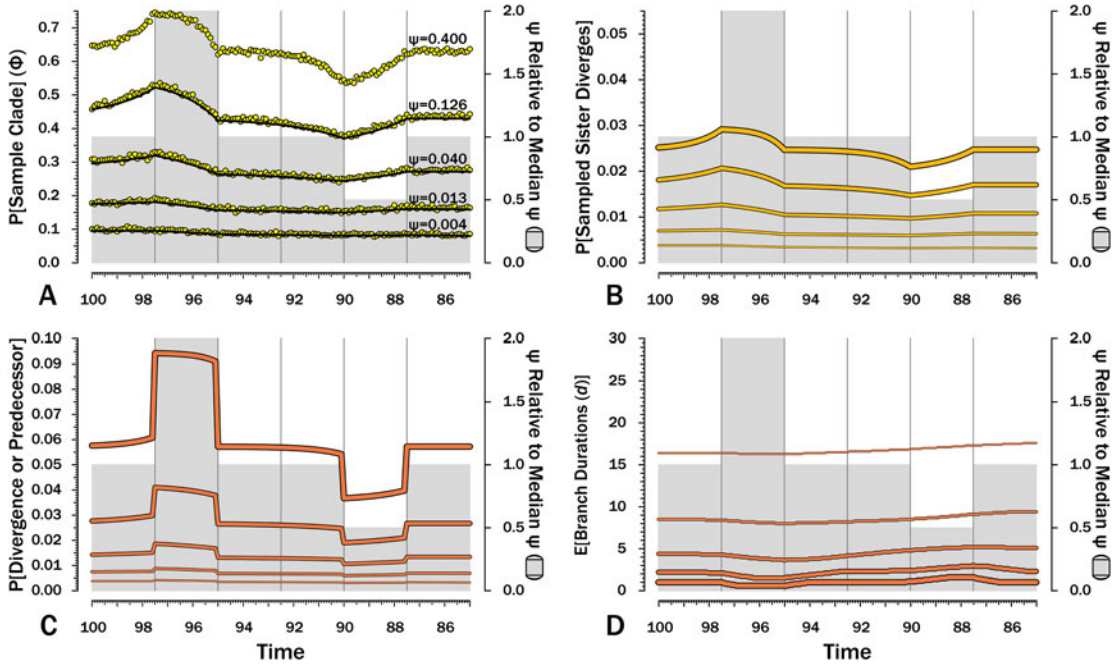 P[Sample Clade] (Φ)
0.7
0.6
0.5
0.4
0.3
0.2
0.1
0.0
ψ=0.400
ψ=0.126
ψ=0.040
ψ=0.013
ψ=0.004
2.0
1.5
1.0
0.5
0.0
ψ Relative to Median ψ
A
100 98 96 94 92 90 88 86
P[Sampled Sister Diverges]
0.05
0.04
0.03
0.02
0.01
0.00
2.0
1.5
1.0
0.5
0.0
ψ Relative to Median ψ
B
100 98 96 94 92 90 88 86
P[Divergence or Predecessor]
0.10
0.09
0.08
0.07
0.06
0.05
0.04
0.03
0.02
0.01
0.00
2.0
1.5
1.0
0.5
0.0
ψ Relative to Median ψ
C
100 98 96 94 92 90 88 86
Time
E[Branch Durations (d)]
30
25
20
15
10
5
0
2.0
1.5
1.0
0.5
0.0
ψ Relative to Median ψ
D
100 98 96 94 92 90 88 86
Time